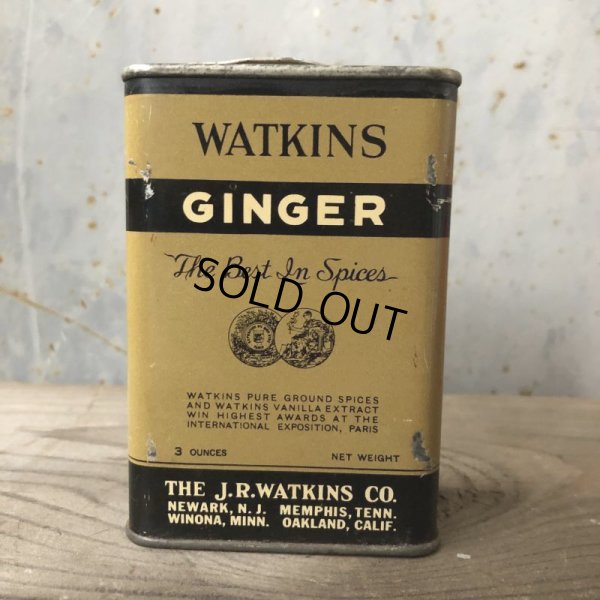 WATKINS
GINGER
The Best In Spices
SOLD OUT
WATKINS PURE GROUND SPICES
AND WATKINS VANILLA EXTRACT
WIN HIGHEST AWARDS AT THE
INTERNATIONAL EXPOSITION, PARIS
3 OUNCES NET WEIGHT
THE J.R.WATKINS CO.
NEWARK, N. J. MEMPHIS, TENN.
WINONA, MINN. OAKLAND, CALIF.